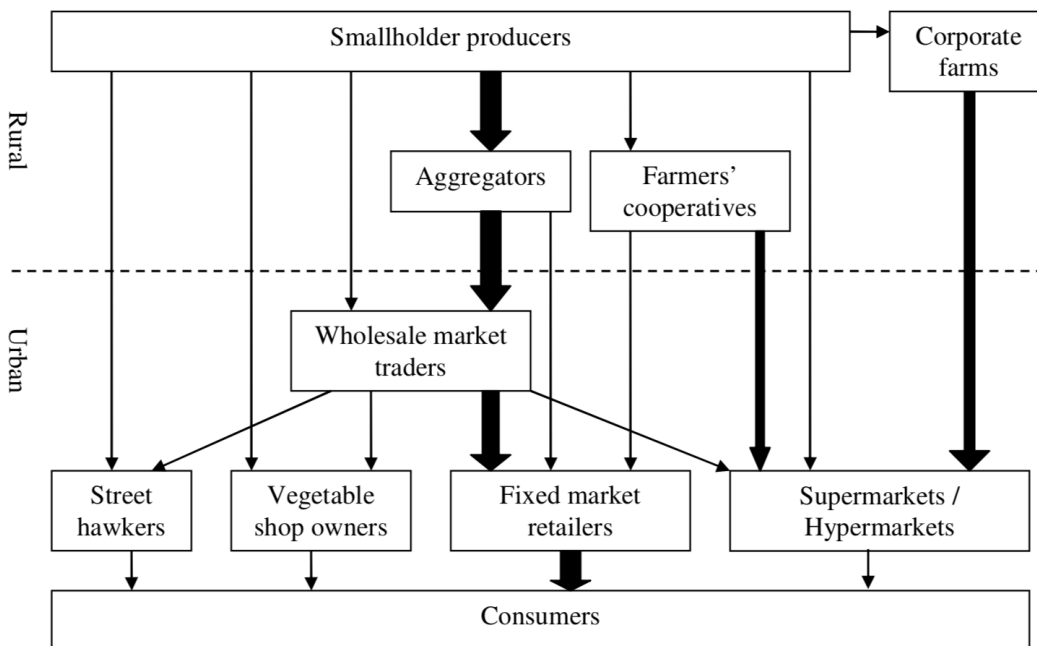 Smallholder producers
Corporate
farms
Rural
Aggregators
Farmers’
cooperatives
Urban
Wholesale market
traders
Street
hawkers
Vegetable
shop owners
Fixed market
retailers
Supermarkets /
Hypermarkets
Consumers